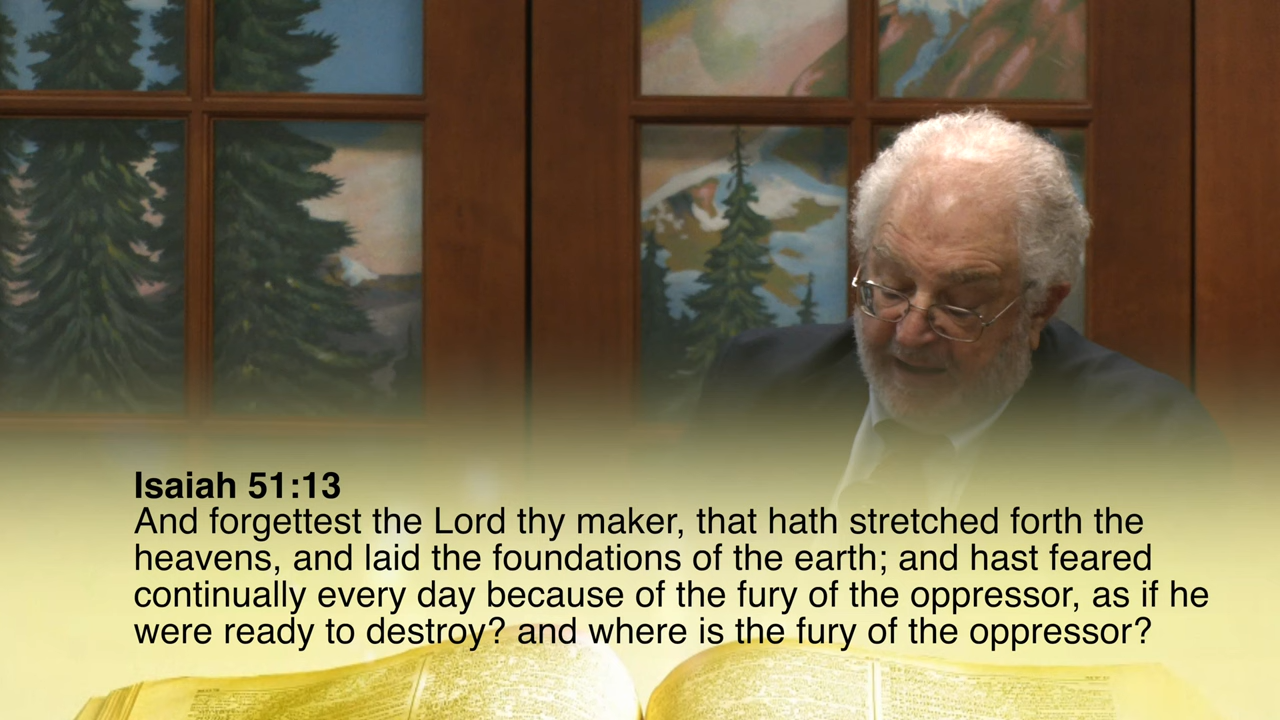 Isaiah 51:13
And forgettest the Lord thy maker, that hath stretched forth the
heavens, and laid the foundations of the earth; and hast feared
continually every day because of the fury of the oppressor, as if he
were ready to destroy? and where is the fury of the oppressor?